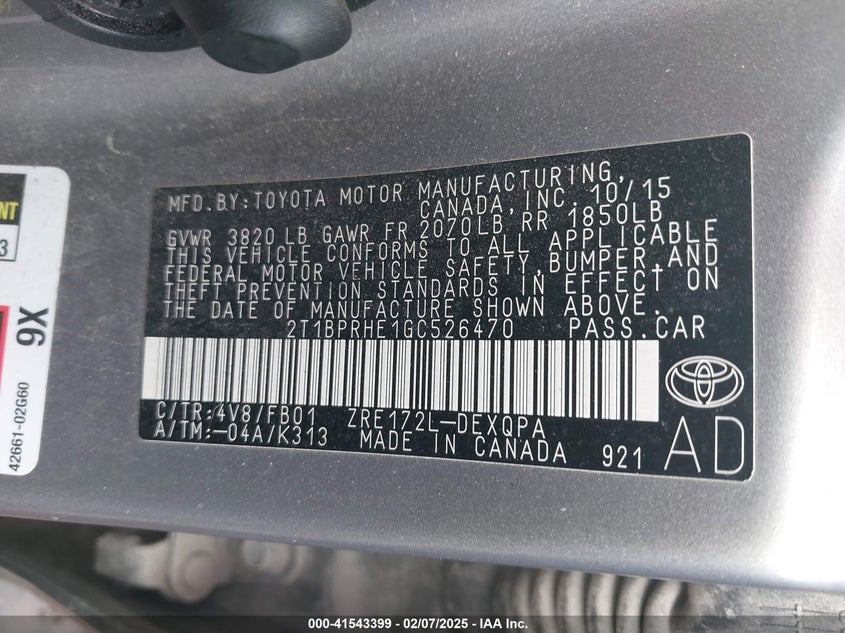 MFD. BY: TOYOTA MOTOR MANUFACTURING,
CANADA, INC. 10/15
GVWR 3820 LB GAWR FR 2070LB, RR 1850LB
THIS VEHICLE CONFORMS TO ALL APPLICABLE
FEDERAL MOTOR VEHICLE SAFETY, BUMPER, AND
THEFT PREVENTION STANDARDS IN EFFECT ON
THE DATE OF MANUFACTURE SHOWN ABOVE.
2T1BPRHE1GC526470 PASS. CAR
C/TR: 4V8/FB01 ZRE172L-DEXQPA
A/TM: -04A/K313 MADE IN CANADA 921
AD
9X
42661-02G60
3
000-41543399 - 02/07/2025 - IAA Inc.